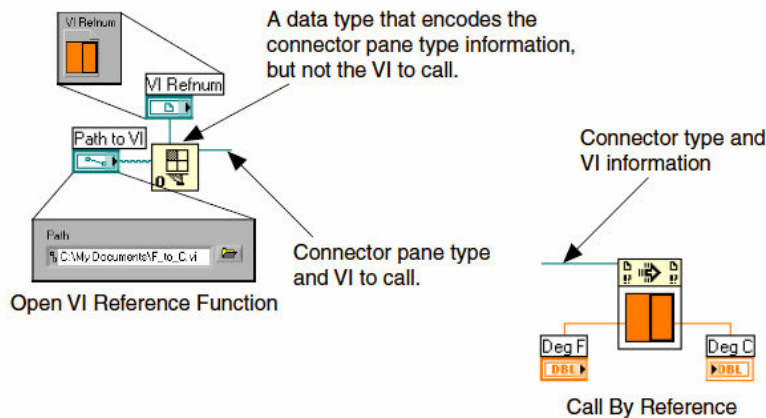 VI Refnum
A data type that encodes the
connector pane type information,
but not the VI to call.
VI Refnum
Path to VI
Connector type and
VI information
Path
C:\My Documents\F_to_C.vi
Connector pane type
and VI to call.
Open VI Reference Function
Deg F
DBL
Deg C
DBL
Call By Reference